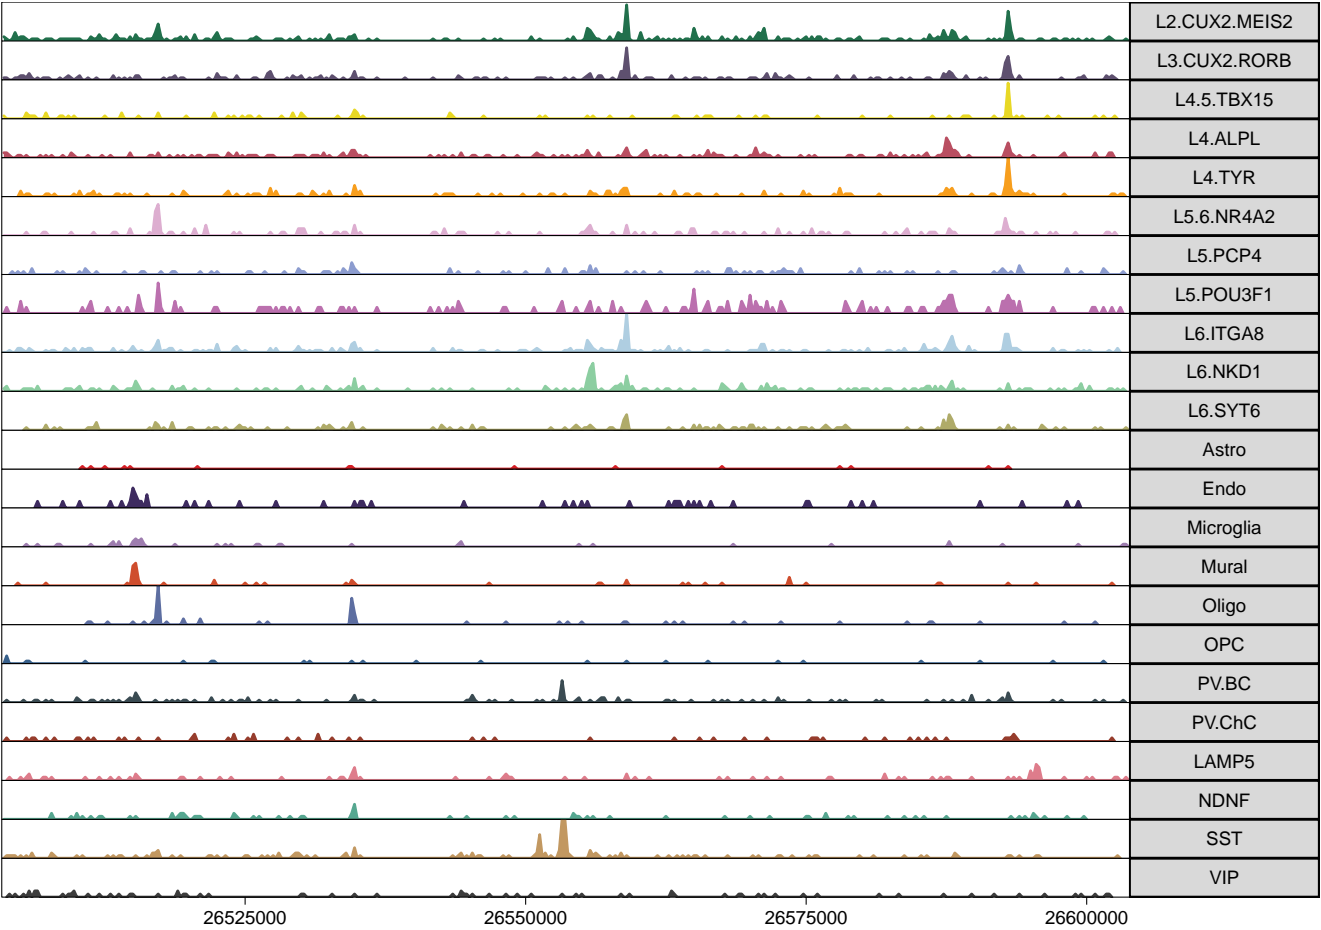 L2.CUX2.MEIS2
L3.CUX2.RORB
L4.5.TBX15
L4.ALPL
L4.TYR
L5.6.NR4A2
L5.PCP4
L5.POU3F1
L6.ITGA8
L6.NKD1
L6.SYT6
Astro
Endo
Microglia
Mural
Oligo
OPC
PV.BC
PV.ChC
LAMP5
NDNF
SST
VIP
26525000 26550000 26575000 26600000